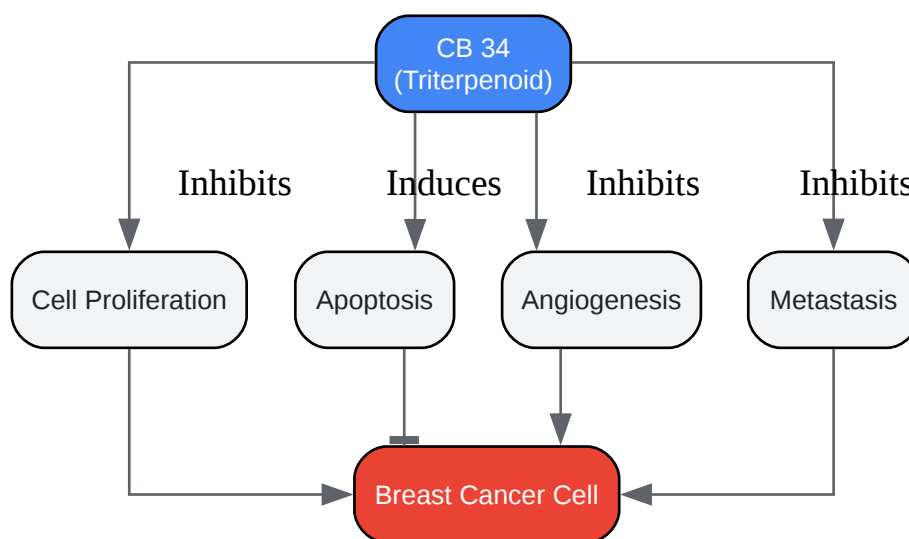 CB 34
(Triterpenoid)
Inhibits
Induces
Inhibits
Inhibits
Cell Proliferation
Apoptosis
Angiogenesis
Metastasis
Breast Cancer Cell